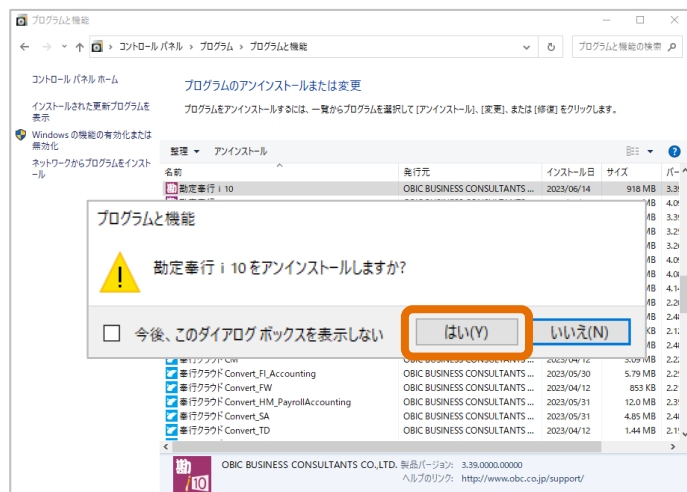 プログラムと機能
コントロール パネル › プログラム › プログラムと機能
プログラムと機能の検索
コントロール パネル ホーム
インストールされた更新プログラムを
表示
Windows の機能の有効化または
無効化
ネットワークからプログラムをインスト
ール
プログラムのアンインストールまたは変更
プログラムをアンインストールするには、一覧からプログラムを選択して [アンインストール]、[変更]、または [修復] をクリックします。
整理 アンインストール
名前 発行元 インストール日 サイズ バー
勘定奉行 i 10 OBIC BUSINESS CONSULTANTS ... 2023/06/14 918 MB
プログラムと機能
勘定奉行 i 10 をアンインストールしますか?
今後、このダイアログ ボックスを表示しない はい(Y) いいえ(N)
奉行クラウド CM OBIC BUSINESS CONSULTANTS ... 2023/04/12 3.09 MB
奉行クラウド Convert_FI_Accounting OBIC BUSINESS CONSULTANTS ... 2023/05/30 5.79 MB
奉行クラウド Convert_FW OBIC BUSINESS CONSULTANTS ... 2023/04/12 853 KB
奉行クラウド Convert_HM_PayrollAccounting OBIC BUSINESS CONSULTANTS ... 2023/05/31 12.0 MB
奉行クラウド Convert_SA OBIC BUSINESS CONSULTANTS ... 2023/05/31 4.85 MB
奉行クラウド Convert_TD OBIC BUSINESS CONSULTANTS ... 2023/04/12 1.44 MB
OBIC BUSINESS CONSULTANTS CO.,LTD. 製品バージョン: 3.39.0000.00000
ヘルプのリンク: http://www.obc.co.jp/support/
勘
i10